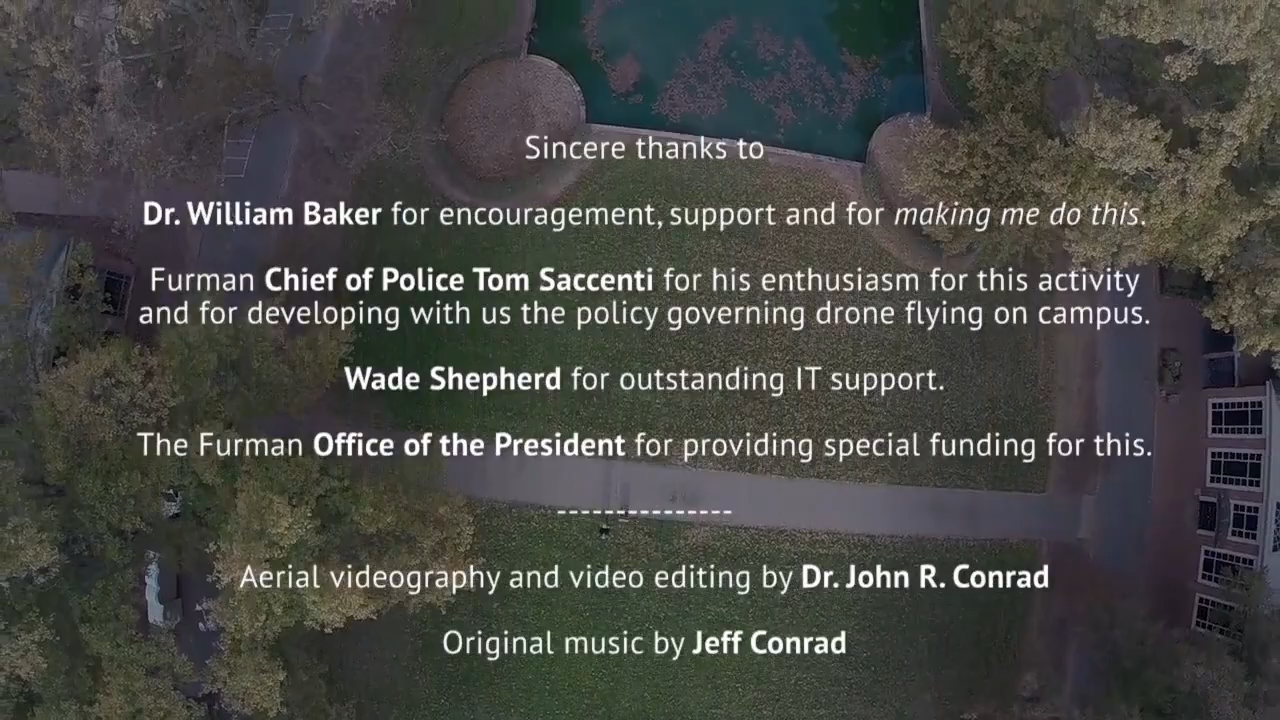 Sincere thanks to
Dr. William Baker for encouragement, support and for making me do this.
Furman Chief of Police Tom Saccenti for his enthusiasm for this activity
and for developing with us the policy governing drone flying on campus.
Wade Shepherd for outstanding IT support.
The Furman Office of the President for providing special funding for this.
---------------
Aerial videography and video editing by Dr. John R. Conrad
Original music by Jeff Conrad